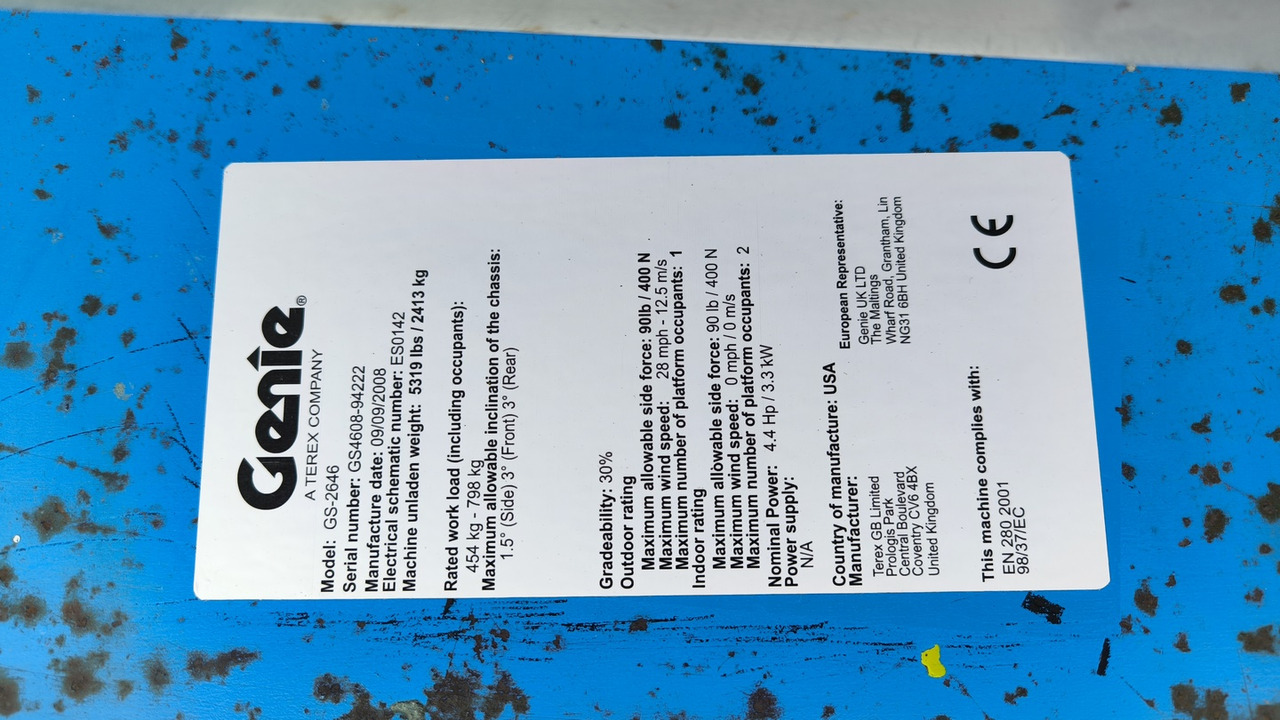 Genie®
A TEREX COMPANY
Model: GS-2646
Serial number: GS4608-94222
Manufacture date: 09/09/2008
Electrical schematic number: ES0142
Machine unladen weight: 5319 lbs / 2413 kg
Rated work load (including occupants):
454 kg - 798 kg
Maximum allowable inclination of the chassis:
1.5° (Side) 3° (Front) 3° (Rear)
Gradeability: 30%
Outdoor rating
Maximum allowable side force: 90lb / 400 N
Maximum wind speed: 28 mph - 12.5 m/s
Maximum number of platform occupants: 1
Indoor rating
Maximum allowable side force: 90 lb / 400 N
Maximum wind speed: 0 mph / 0 m/s
Maximum number of platform occupants: 2
Nominal Power: 4.4 Hp / 3.3 kW
Power supply:
N/A
Country of manufacture: USA
Manufacturer:
Terex GB Limited
Prologis Park
Central Boulevard
Coventry CV6 4BX
United Kingdom
European Representative:
Genie UK LTD
The Maltings
Wharf Road, Grantham, Lin
NG31 6BH United Kingdom
This machine complies with:
EN 280 2001
98/37/EC
CE